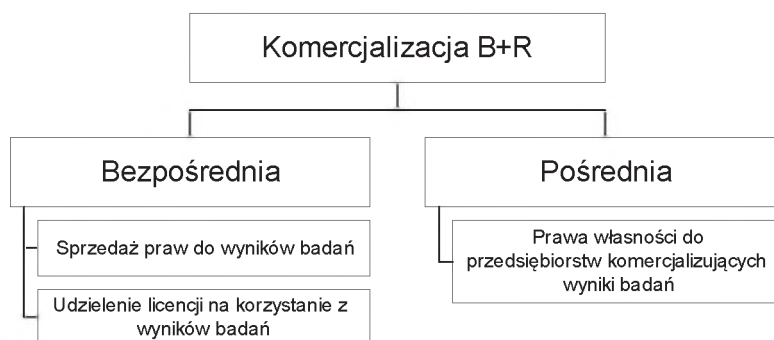 Komercjalizacja B+R
Bezpośrednia
Pośrednia
Sprzedaż praw do wyników badań
Udzielenie licencji na korzystanie z
wyników badań
Prawa własności do
przedsiębiorstw komercjalizujących
wyniki badań